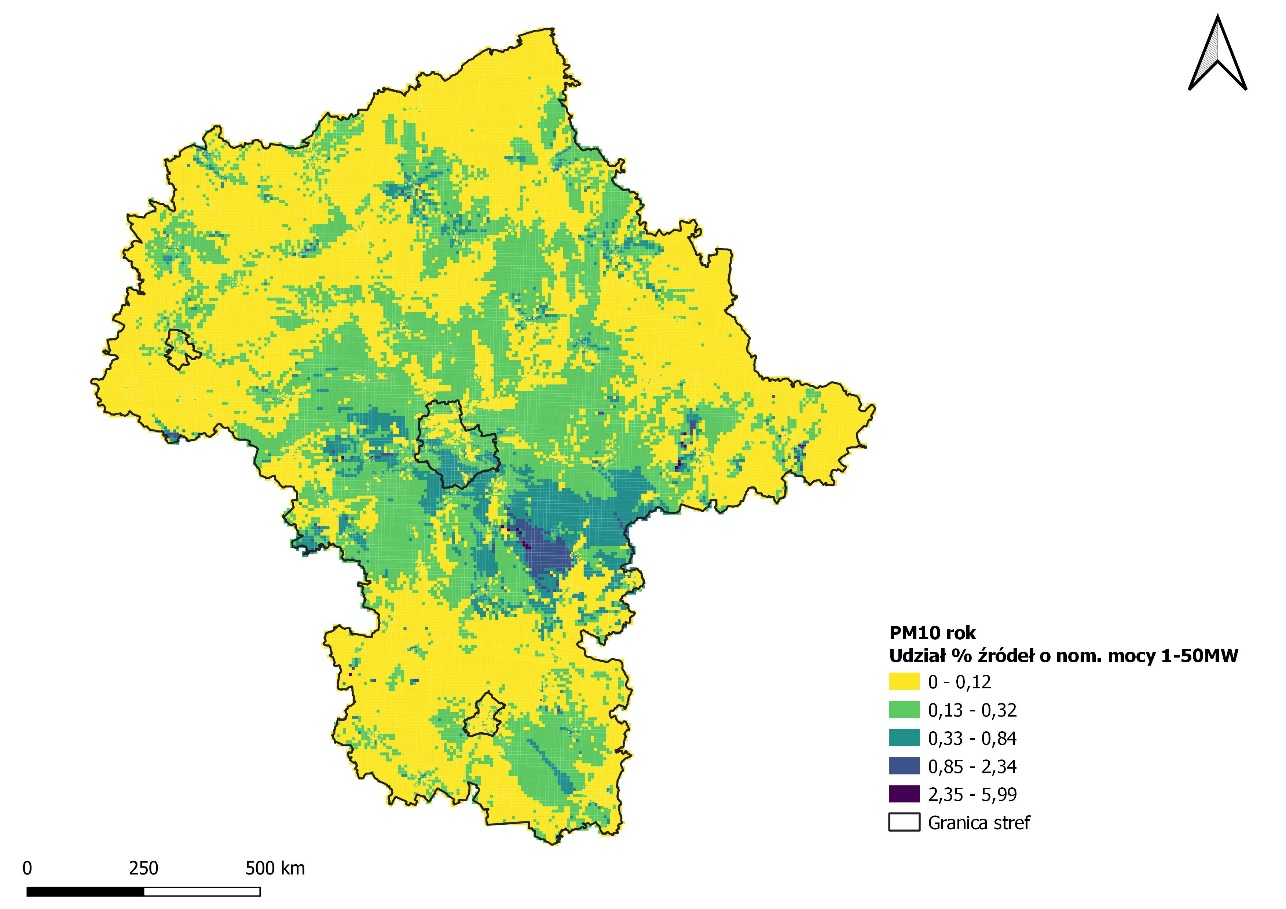 PM10 rok
Udział % źródeł o nom. mocy 1-50MW
0 - 0,12
0,13 - 0,32
0,33 - 0,84
0,85 - 2,34
2,35 - 5,99
Granica stref
0 250 500 km